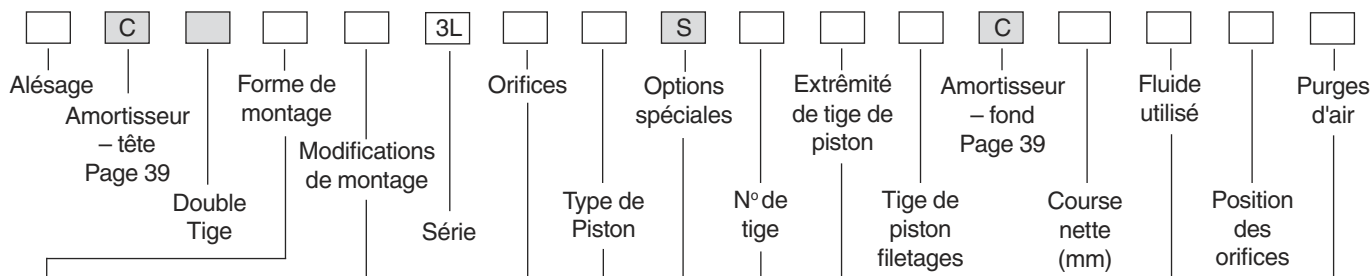 C
3L
S
C
Alésage
Amortisseur
– tête
Page 39
Double
Tige
Forme de
montage
Modifications
de montage
Série
Orifices
Type de
Piston
Options
spéciales
Nº de
tige
Extrêmité
de tige de
piston
Tige de
piston
filetages
Amortisseur
– fond
Page 39
Course
nette
(mm)
Fluide
utilisé
Position
des
orifices
Purges
d'air